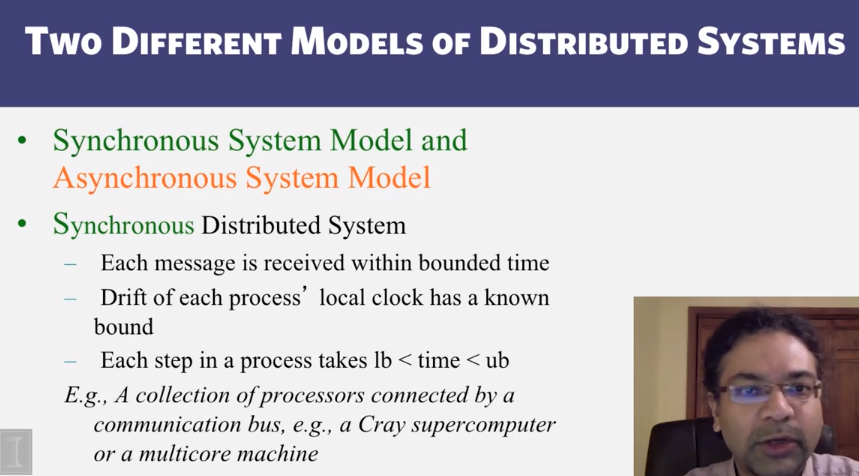 TWO DIFFERENT MODELS OF DISTRIBUTED SYSTEMS
• Synchronous System Model and
Asynchronous System Model
• Synchronous Distributed System
– Each message is received within bounded time
– Drift of each process’ local clock has a known
bound
– Each step in a process takes lb < time < ub
E.g., A collection of processors connected by a
communication bus, e.g., a Cray supercomputer
or a multicore machine
I